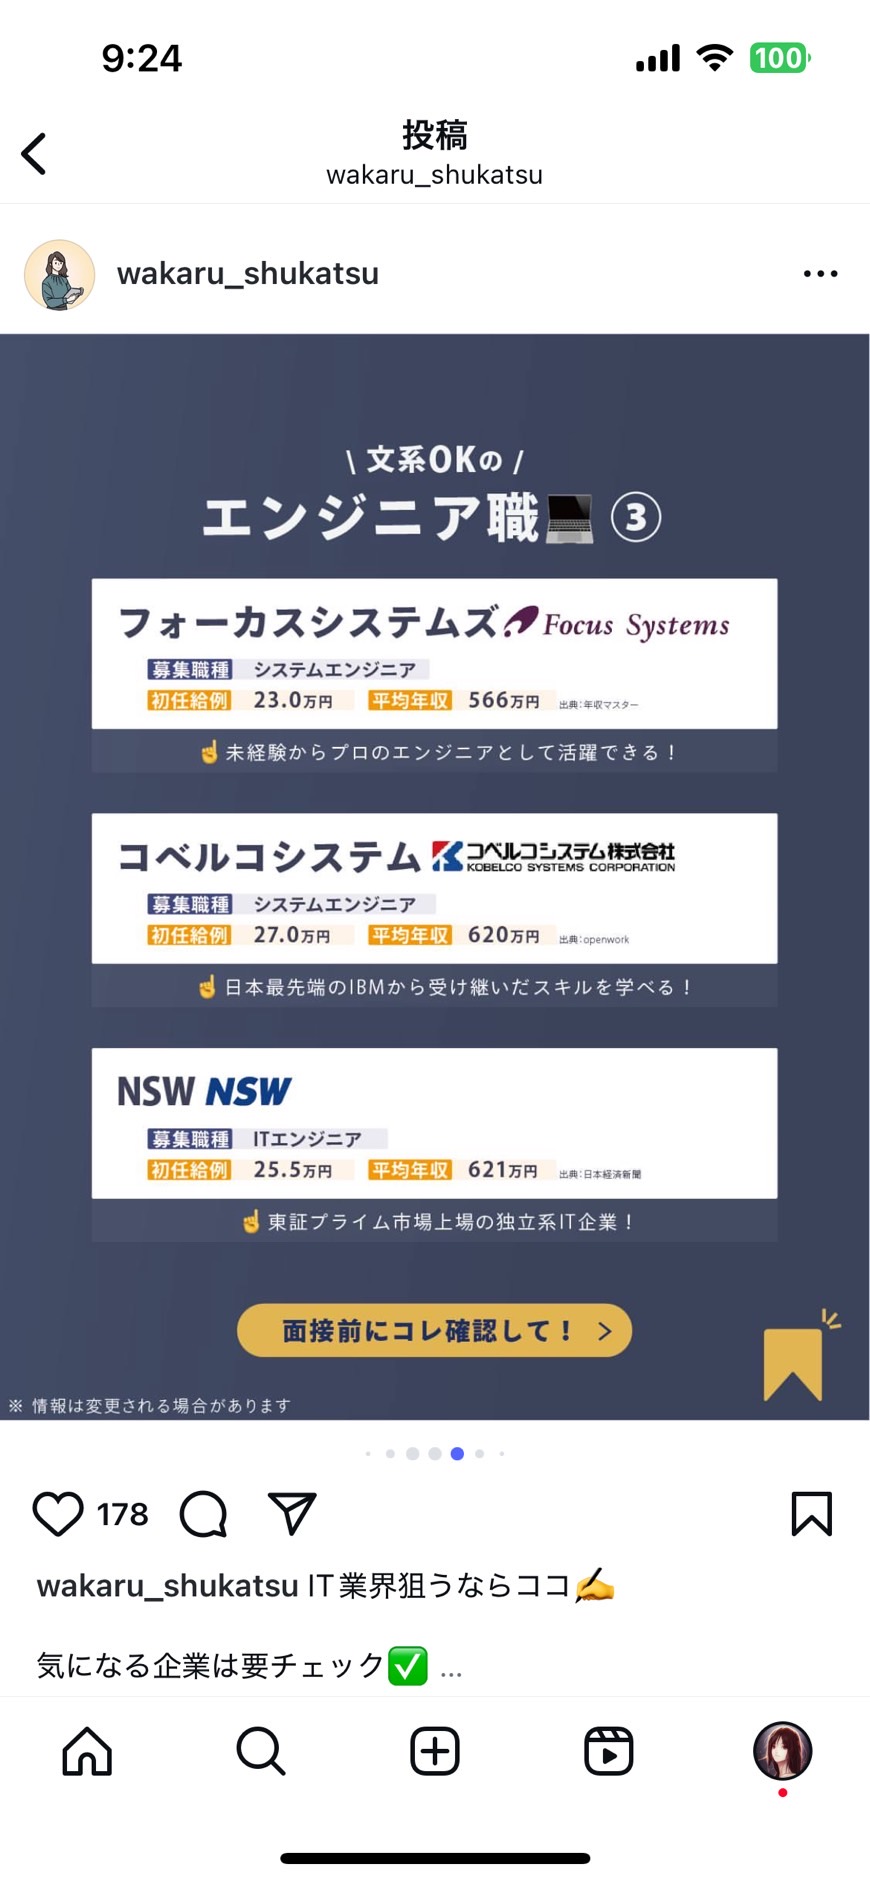 9:24
100
投稿
wakaru_shukatsu
wakaru_shukatsu
\ 文系OKの /
エンジニア職 ③
フォーカスシステムズ Focus Systems
募集職種 システムエンジニア
初任給例 23.0万円 平均年収 566万円 出典:年収マスター
☝未経験からプロのエンジニアとして活躍できる！
コベルコシステム コベルコシステム株式会社
KOBELCO SYSTEMS CORPORATION
募集職種 システムエンジニア
初任給例 27.0万円 平均年収 620万円 出典:openwork
☝日本最先端のIBMから受け継いだスキルを学べる！
NSW NSW
募集職種 ITエンジニア
初任給例 25.5万円 平均年収 621万円 出典:日本経済新聞
☝東証プライム市場上場の独立系IT企業！
面接前にコレ確認して！ >
※ 情報は変更される場合があります
178
wakaru_shukatsu IT業界狙うならココ✍
気になる企業は要チェック✅ ...